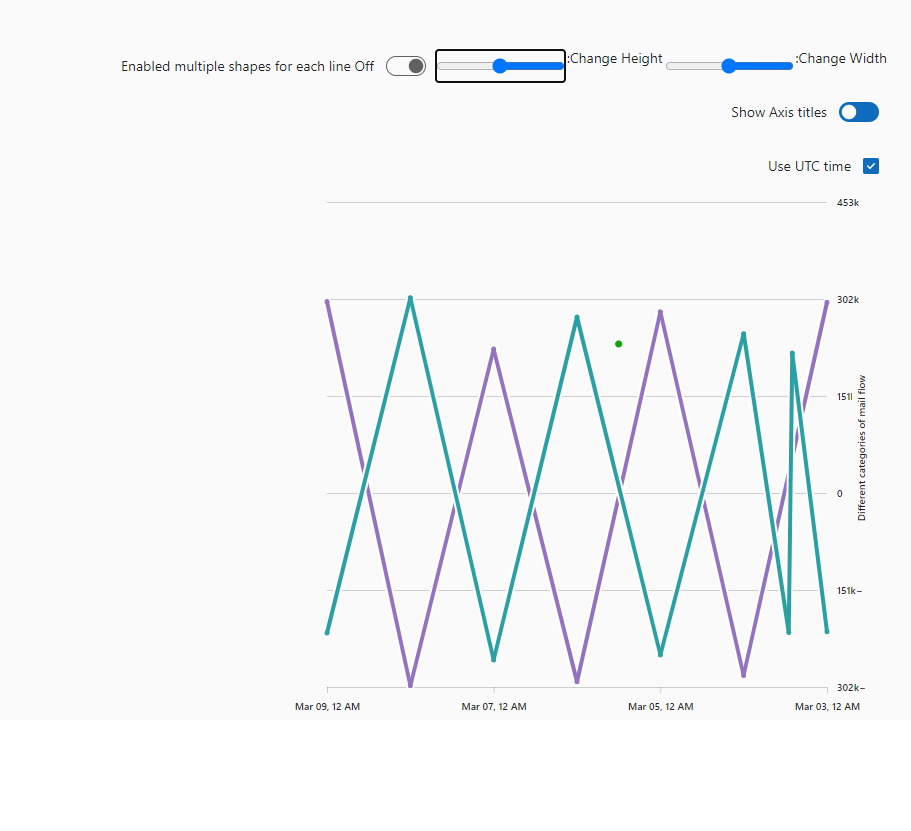 Enabled multiple shapes for each line Off
:Change Height
:Change Width
Show Axis titles
Use UTC time
453k
302k
0
151k–
302k–
Different categories of mail flow
Mar 09, 12 AM
Mar 07, 12 AM
Mar 05, 12 AM
Mar 03, 12 AM